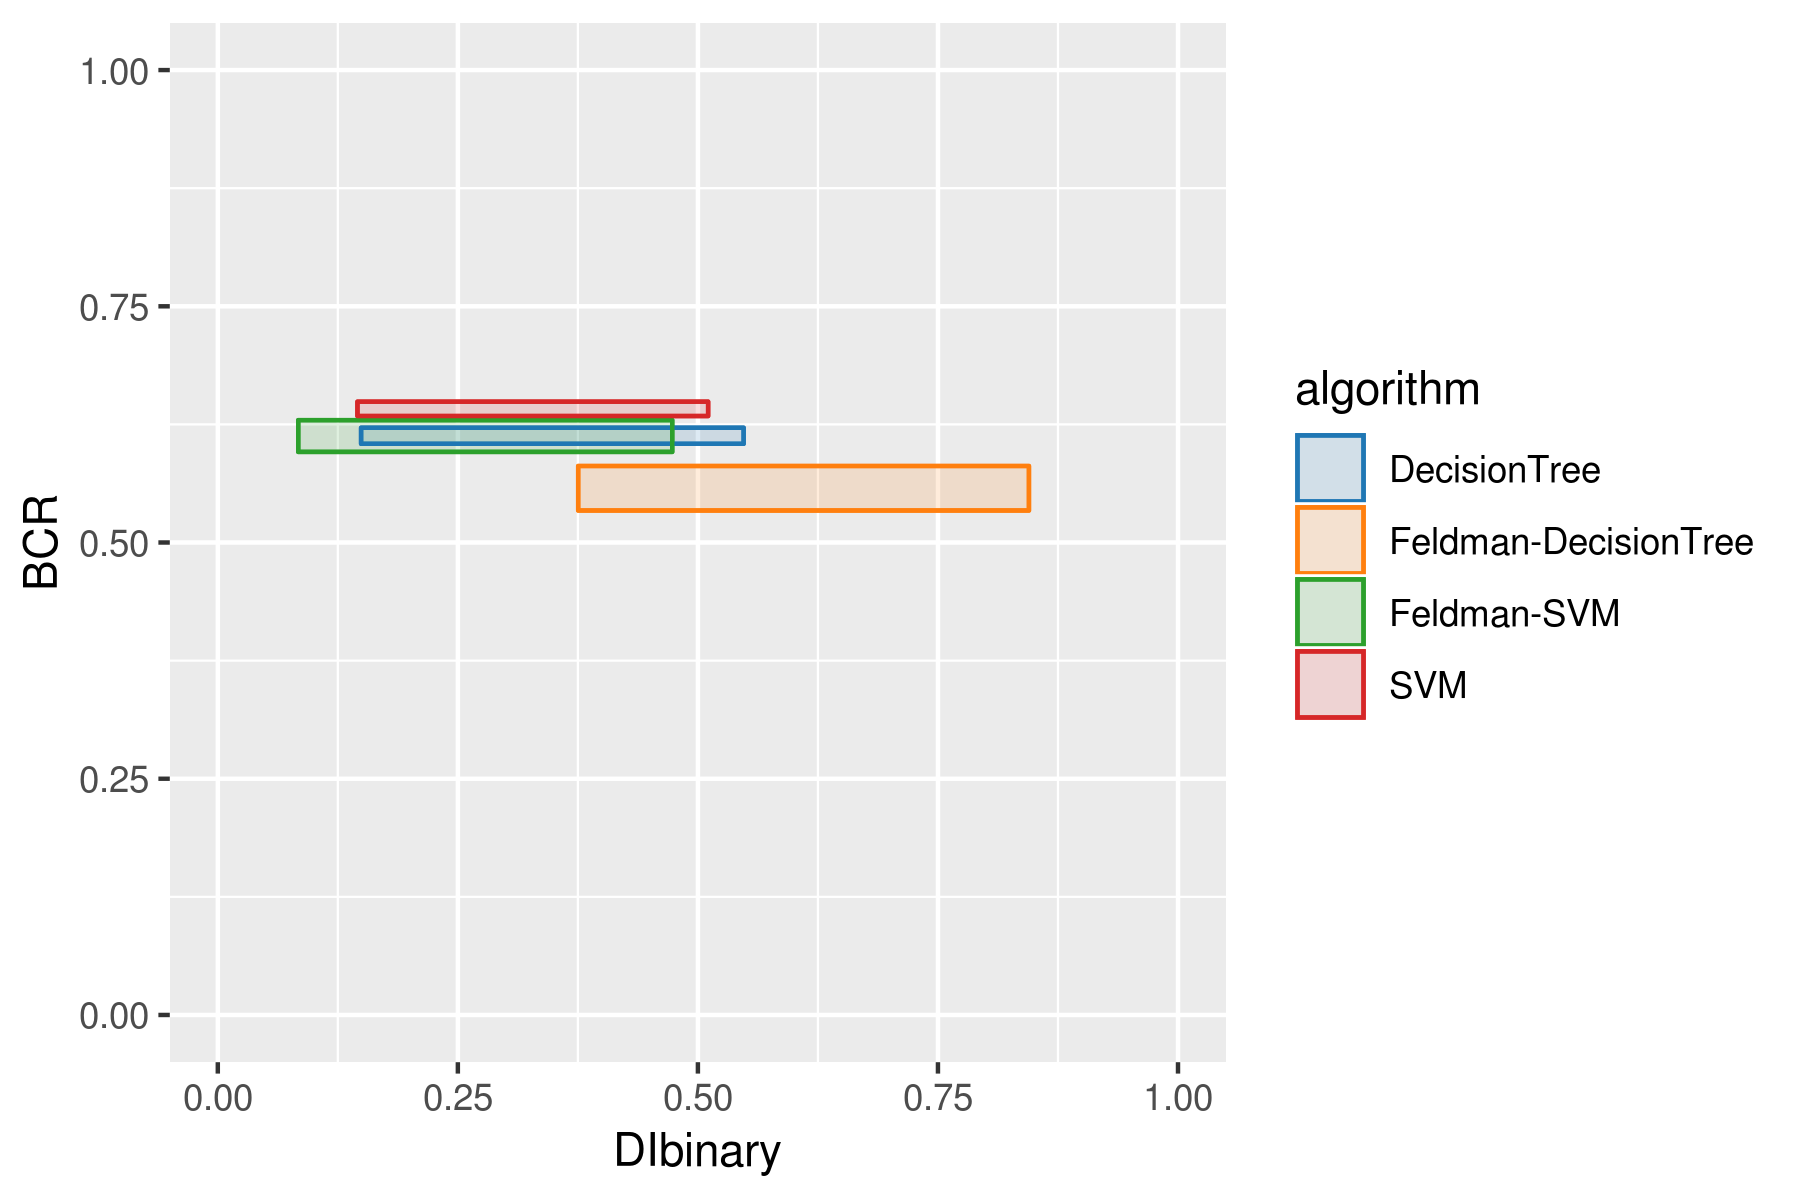 1.00
0.75
0.50
0.25
0.00
BCR
0.00 0.25 0.50 0.75 1.00
DIbinary
algorithm
DecisionTree
Feldman-DecisionTree
Feldman-SVM
SVM